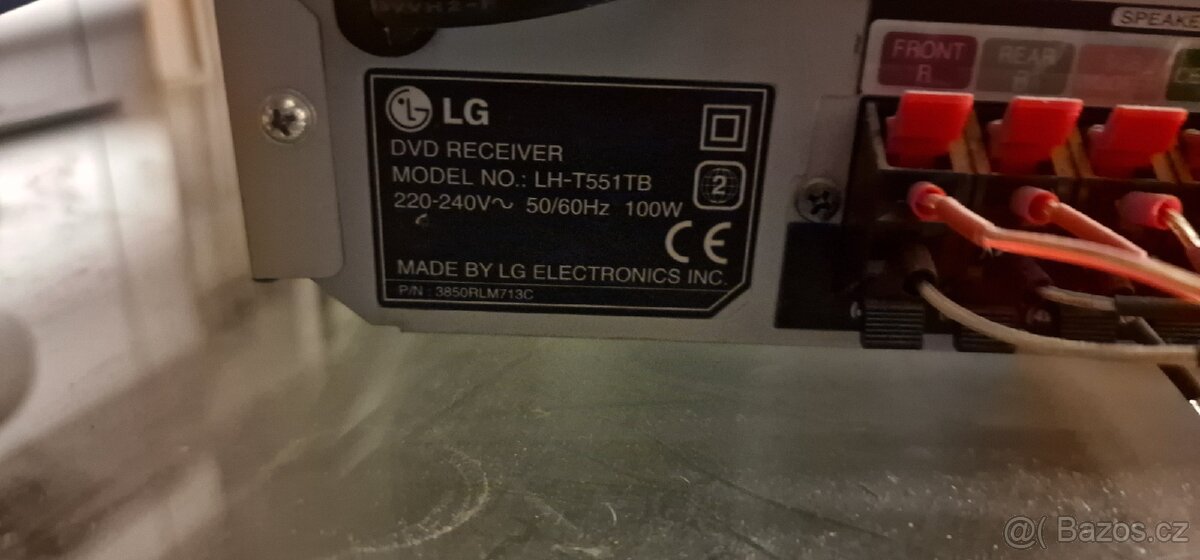 SPEAKE
FRONT
R
REAR
R
LG
DVD RECEIVER
MODEL NO.: LH-T551TB
220-240V~ 50/60Hz 100W
2
CE
MADE BY LG ELECTRONICS INC.
P/N : 3850RLM713C
@( Bazos.cz